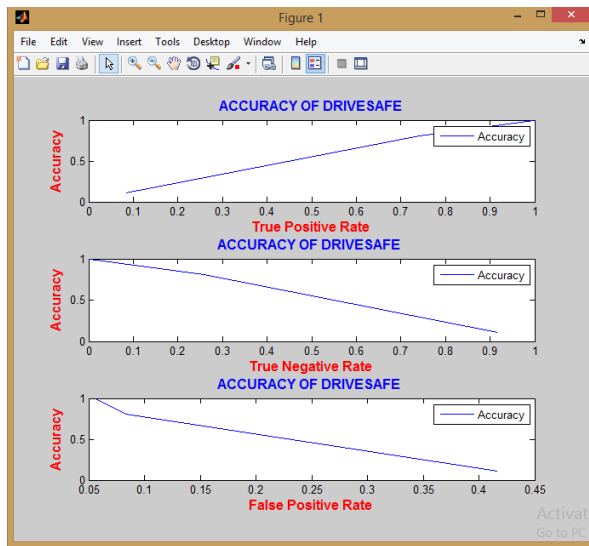 Figure 1
File Edit View Insert Tools Desktop Window Help
ACCURACY OF DRIVESAFE
Accuracy
1
0.5
0
Accuracy
0 0.1 0.2 0.3 0.4 0.5 0.6 0.7 0.8 0.9 1
True Positive Rate
ACCURACY OF DRIVESAFE
Accuracy
1
0.5
0
Accuracy
0 0.1 0.2 0.3 0.4 0.5 0.6 0.7 0.8 0.9 1
True Negative Rate
ACCURACY OF DRIVESAFE
Accuracy
1
0.5
0
Accuracy
0.05 0.1 0.15 0.2 0.25 0.3 0.35 0.4 0.45
False Positive Rate
Activat
Go to PC